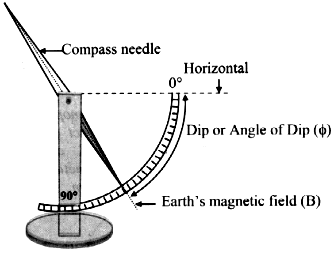 Compass needle
Horizontal
0°
Dip or Angle of Dip (ϕ)
90°
Earth's magnetic field (B)